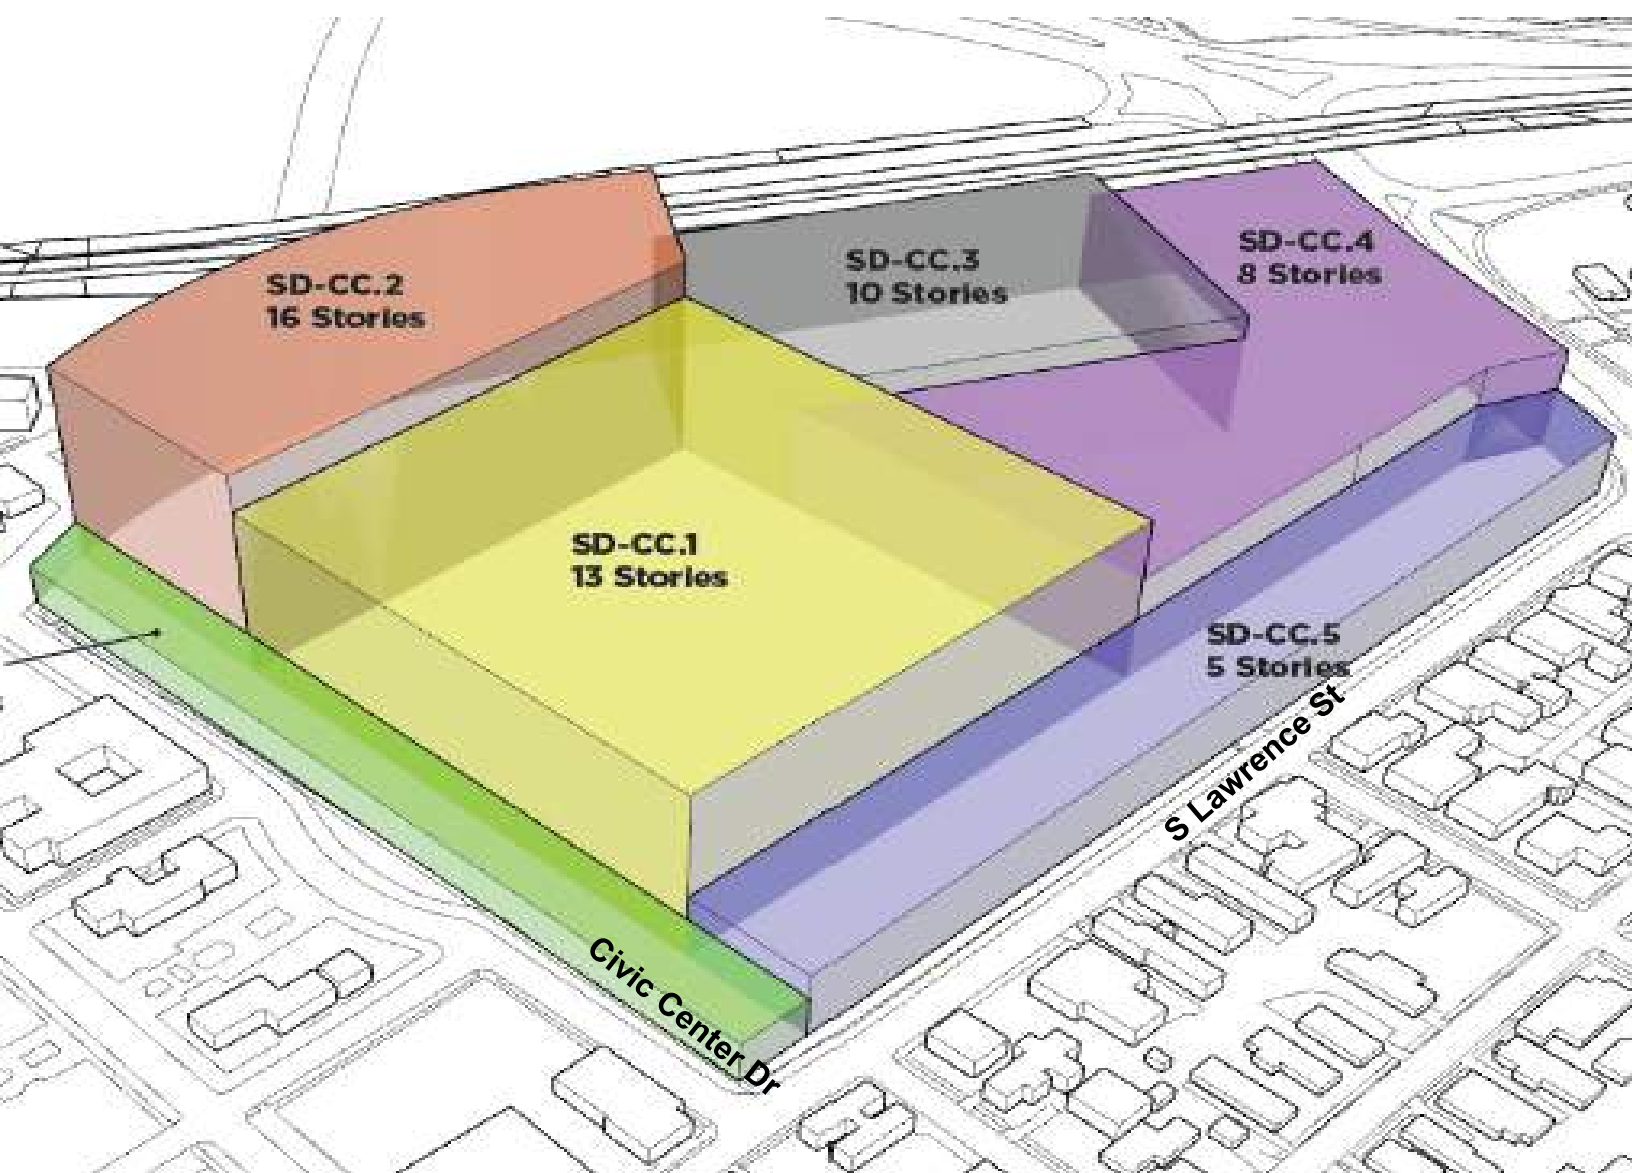 SD-CC.2
16 Stories
SD-CC.3
10 Stories
SD-CC.4
8 Stories
SD-CC.1
13 Stories
SD-CC.5
5 Stories
S Lawrence St
Civic Center Dr